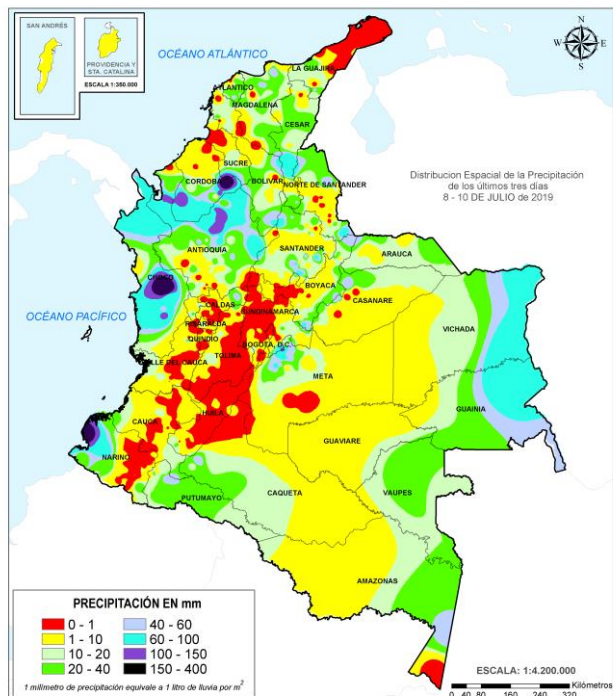 SAN ANDRÉS
PROVIDENCIA Y
STA. CATALINA
ESCALA 1:350.000
OCÉANO ATLÁNTICO
N
W
E
S
LA GUAJIRA
ATLANTICO
MAGDALENA
CESAR
SUCRE
CORDOBA
BOLIVAR
NORTE DE SANTANDER
Distribucion Espacial de la Precipitación
de los últimos tres días
8 - 10 DE JULIO de 2019
ANTIOQUIA
SANTANDER
ARAUCA
CHOCO
BOYACA
CASANARE
OCÉANO PACÍFICO
CALDAS
CUNDINAMARCA
VICHADA
RISARALDA
QUINDIO
BOGOTA, D.C.
TOLIMA
VALLE DEL CAUCA
META
GUAINIA
HUILA
CAUCA
GUAVIARE
NARIÑO
CAQUETA
VAUPES
PUTUMAYO
AMAZONAS
PRECIPITACIÓN EN mm
0 - 1
40 - 60
1 - 10
60 - 100
10 - 20
100 - 150
20 - 40
150 - 400
1 milímetro de precipitación equivale a 1 litro de lluvia por m2
ESCALA: 1:4.200.000
Kilómetros
0 40 80 160 240 320